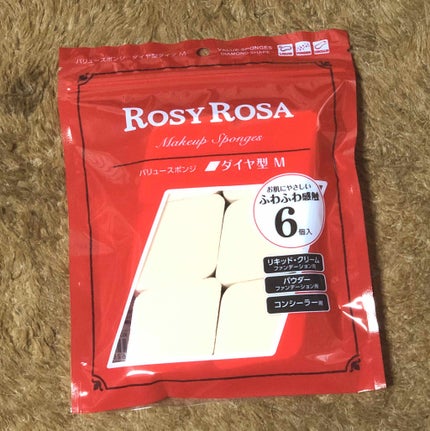 バリュースポンジ ダイヤ型タイプ M
VALUE SPONGES
DIAMOND SHAPE
ROSY ROSA
Makeup Sponges
バリュースポンジ ダイヤ型 M
お肌にやさしい
ふわふわ感触
6個入
リキッド・クリーム
ファンデーション用
パウダー
ファンデーション用
コンシーラー用